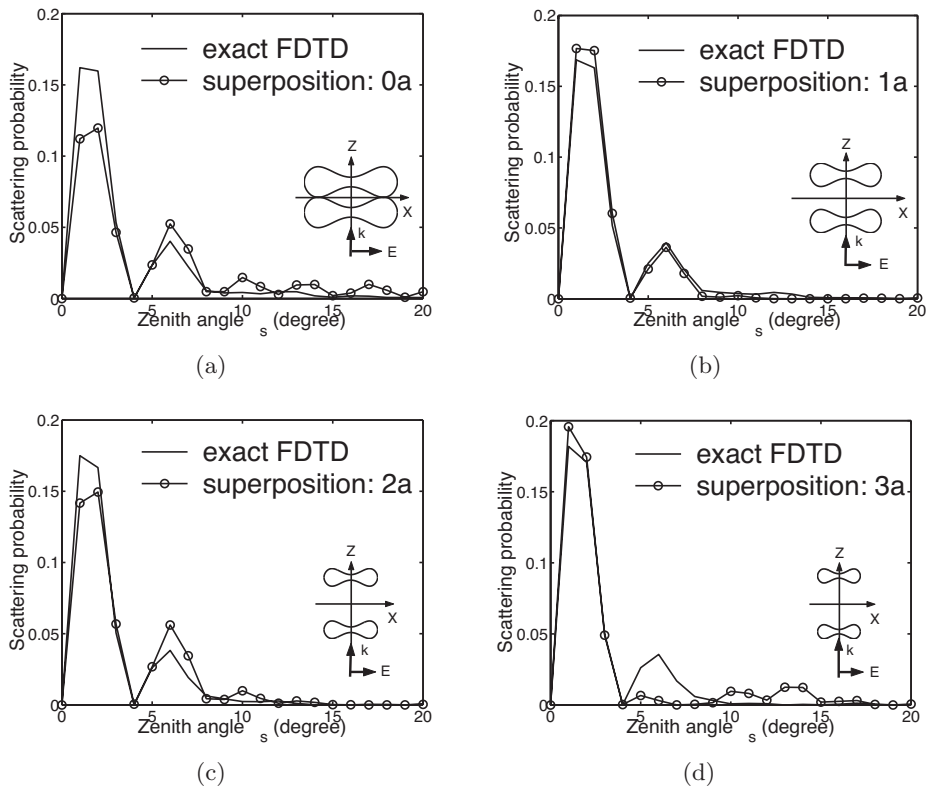 0.2
0.15
0.1
0.05
0
Scattering probability
exact FDTD
superposition: 0a
Z
X
k
E
0 5 10 15 20
Zenith angle s (degree)
(a)
0.2
0.15
0.1
0.05
0
Scattering probability
exact FDTD
superposition: 1a
Z
X
k
E
0 5 10 15 20
Zenith angle s (degree)
(b)
0.2
0.15
0.1
0.05
0
Scattering probability
exact FDTD
superposition: 2a
Z
X
k
E
0 5 10 15 20
Zenith angle s (degree)
(c)
0.2
0.15
0.1
0.05
0
Scattering probability
exact FDTD
superposition: 3a
Z
X
k
E
0 5 10 15 20
Zenith angle s (degree)
(d)